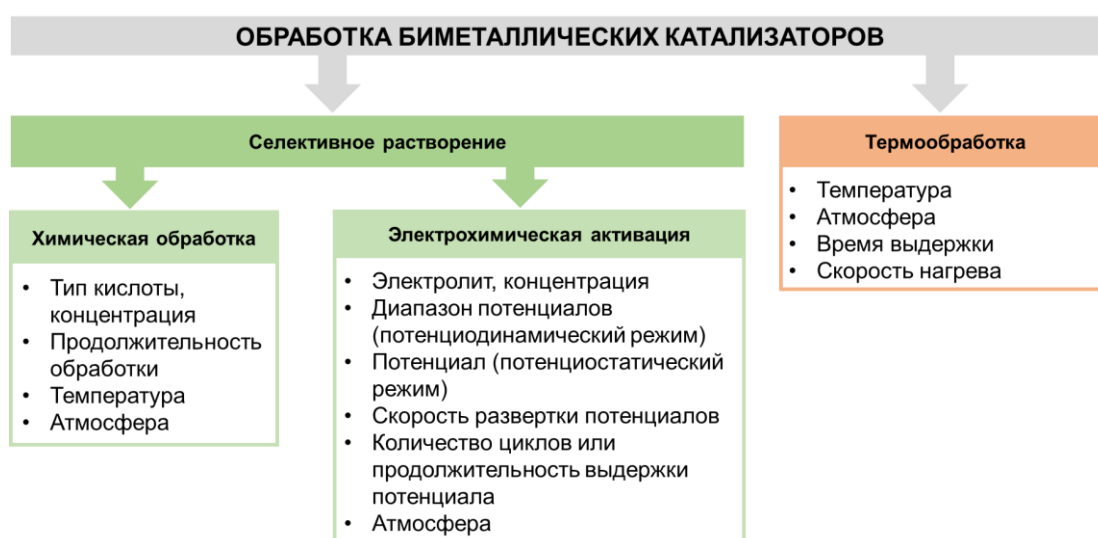 ОБРАБОТКА БИМЕТАЛЛИЧЕСКИХ КАТАЛИЗАТОРОВ
Селективное растворение
Химическая обработка
• Тип кислоты,
концентрация
• Продолжительность
обработки
• Температура
• Атмосфера
Электрохимическая активация
• Электролит, концентрация
• Диапазон потенциалов
(потенциодинамический режим)
• Потенциал (потенциостатический
режим)
• Скорость развертки потенциалов
• Количество циклов или
продолжительность выдержки
потенциала
• Атмосфера
Термообработка
• Температура
• Атмосфера
• Время выдержки
• Скорость нагрева